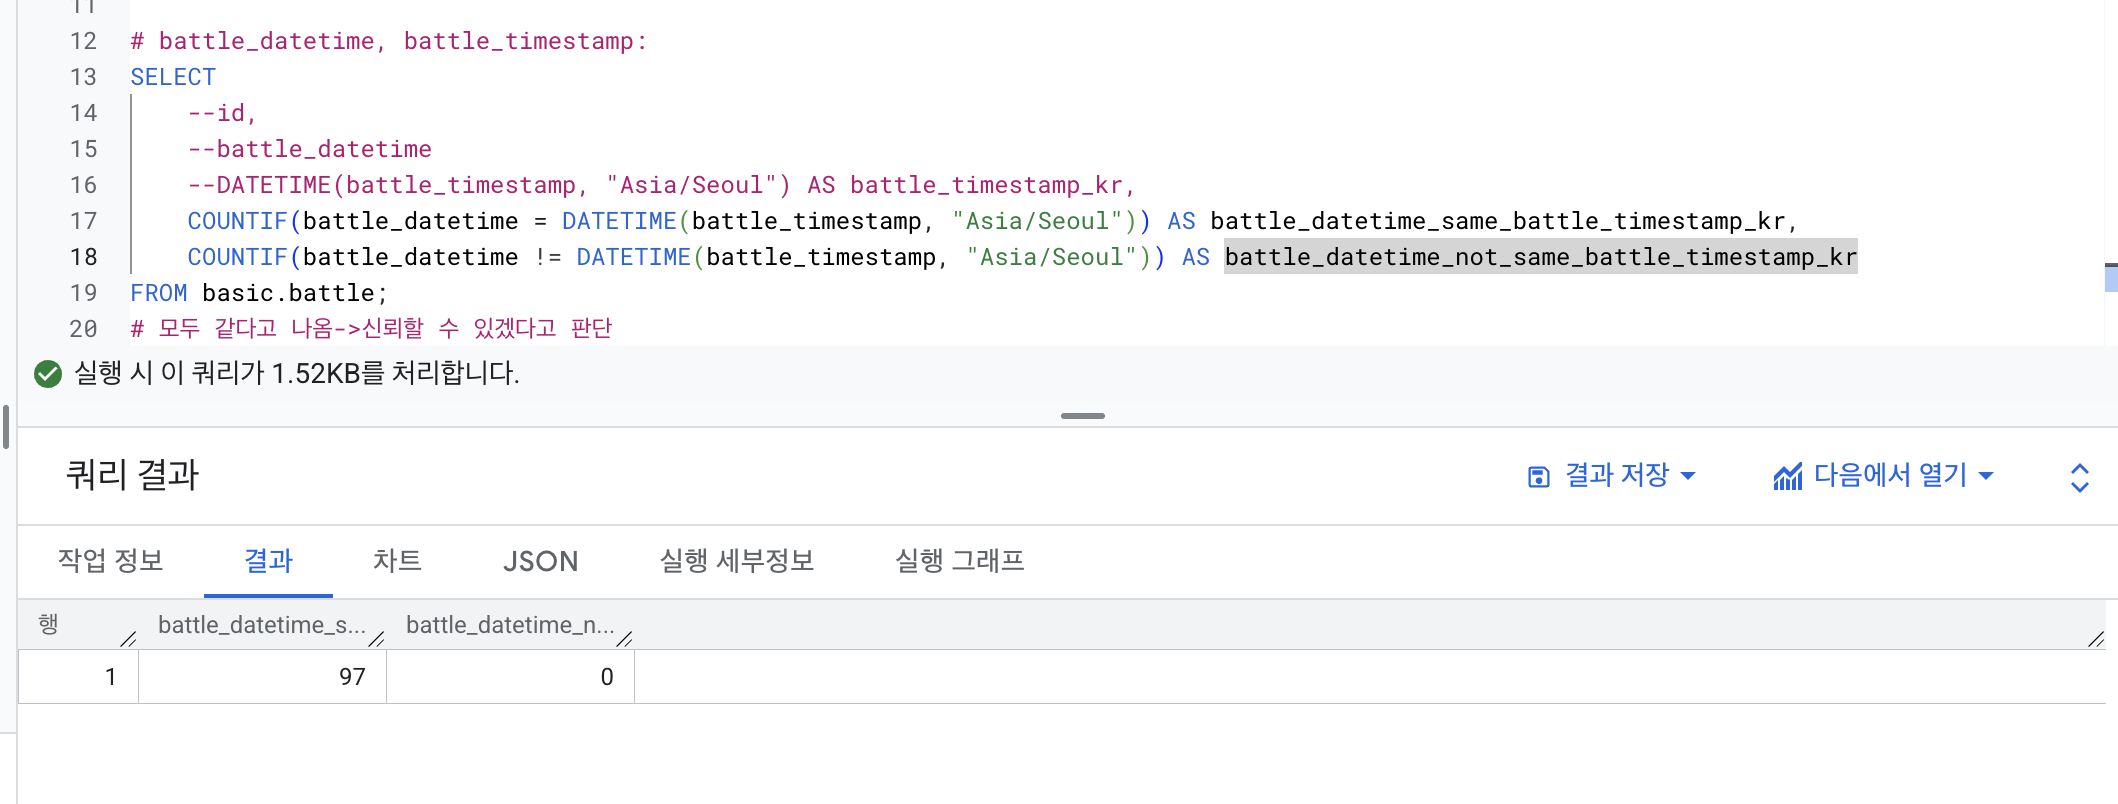 11
12 # battle_datetime, battle_timestamp:
13 SELECT
14 --id,
15 --battle_datetime
16 --DATETIME(battle_timestamp, "Asia/Seoul") AS battle_timestamp_kr,
17 COUNTIF(battle_datetime = DATETIME(battle_timestamp, "Asia/Seoul")) AS battle_datetime_same_battle_timestamp_kr,
18 COUNTIF(battle_datetime != DATETIME(battle_timestamp, "Asia/Seoul")) AS battle_datetime_not_same_battle_timestamp_kr
19 FROM basic.battle;
20 # 모두 같다고 나옴->신뢰할 수 있겠다고 판단
실행 시 이 쿼리가 1.52KB를 처리합니다.
쿼리 결과 결과 저장 다음에서 열기
작업 정보 결과 차트 JSON 실행 세부정보 실행 그래프
행 battle_datetime_s... battle_datetime_n...
1 97 0